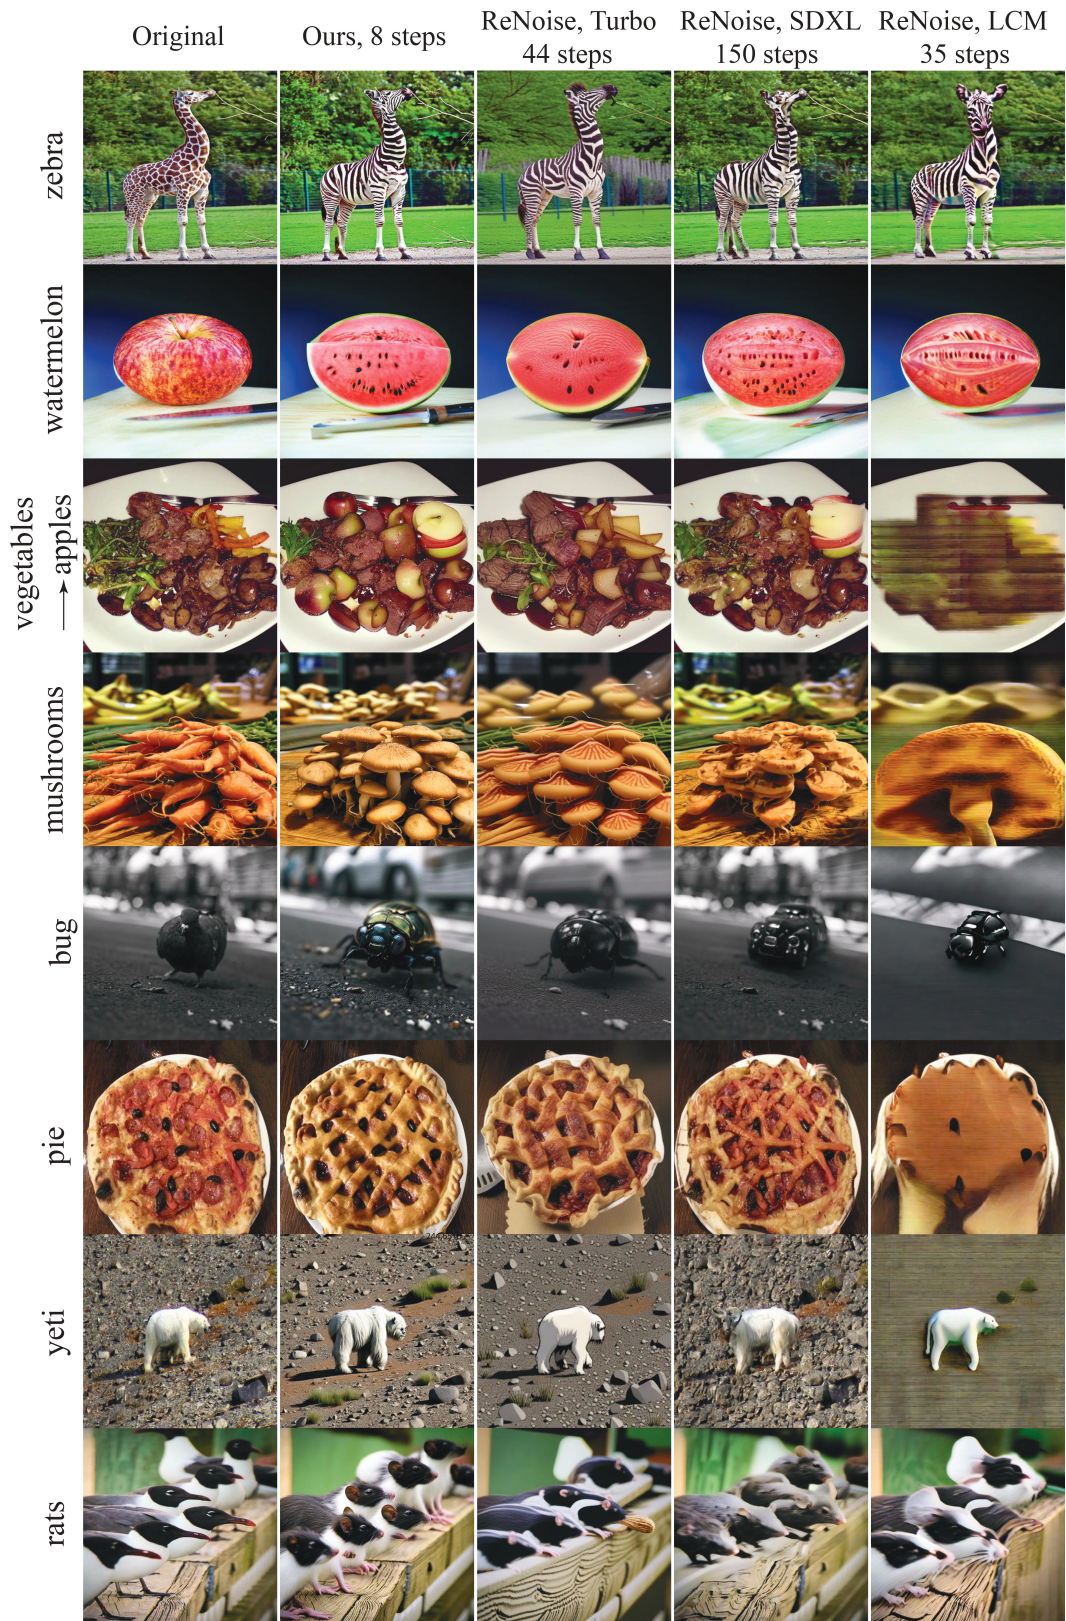 Original
Ours, 8 steps
ReNoise, Turbo
44 steps
ReNoise, SDXL
150 steps
ReNoise, LCM
35 steps
zebra
watermelon
vegetables
→ apples
mushrooms
bug
pie
yeti
rats